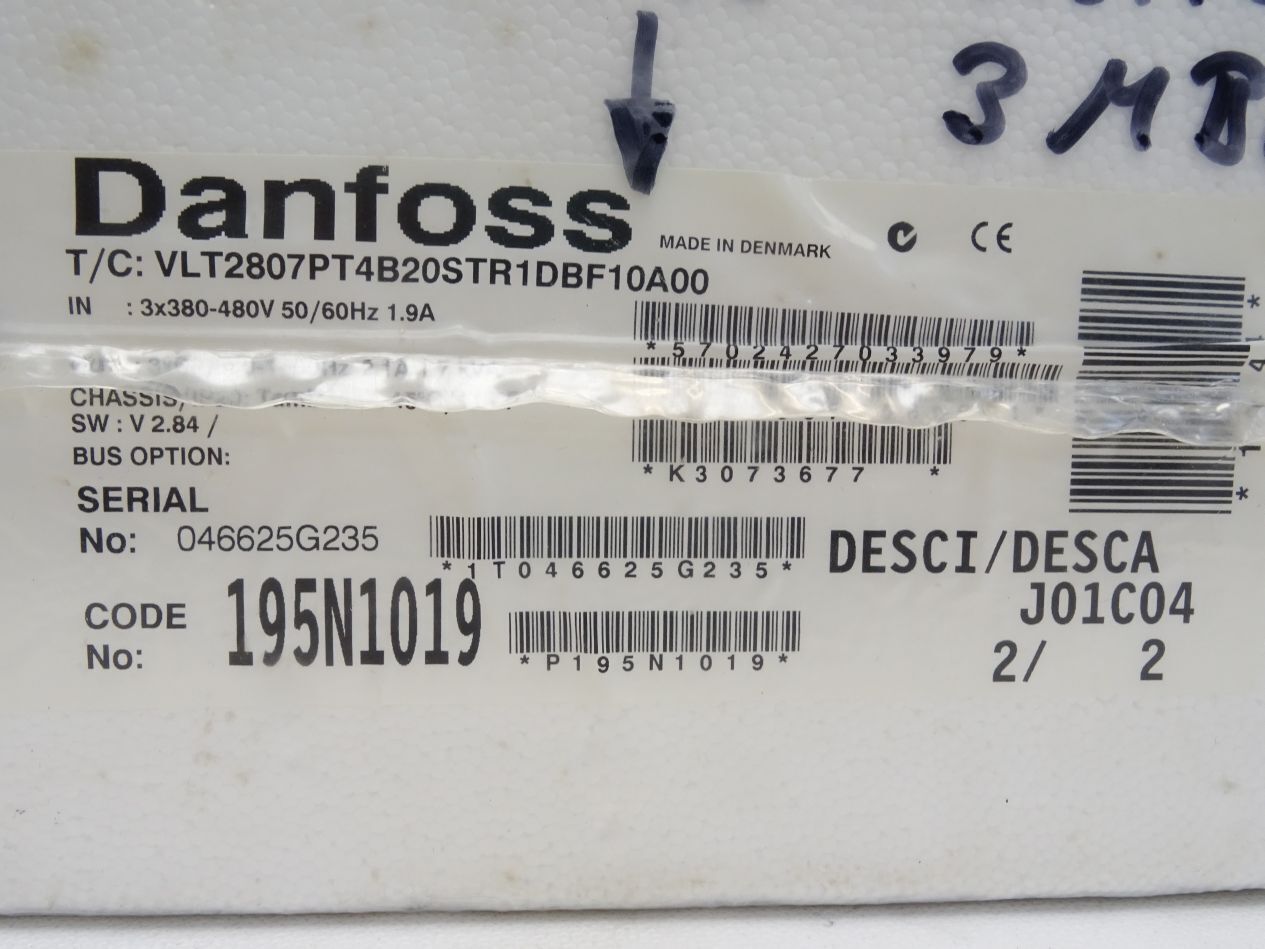 3 MB
Danfoss
MADE IN DENMARK
CE
T/C: VLT2807PT4B20STR1DBF10A00
IN : 3x380-480V 50/60Hz 1.9A
*5702427033979*
CHASSIS/
SW : V 2.84 /
BUS OPTION:
*K3073677 *
SERIAL
No: 046625G235
*1T046625G235*
DESCI/DESCA
J01C04
2/ 2
CODE
No: 195N1019
*P195N1019*